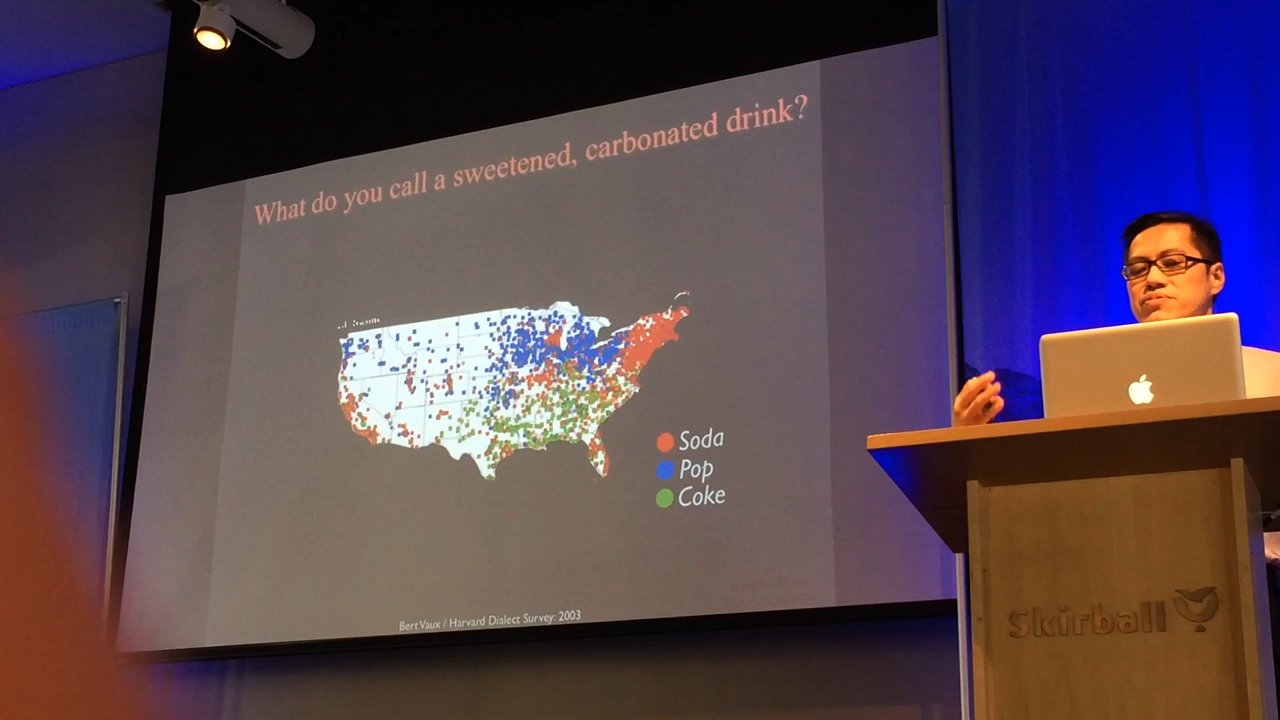 What do you call a sweetened, carbonated drink?
Soda
Pop
Coke
Bert Vaux / Harvard Dialect Survey: 2003
Skirball